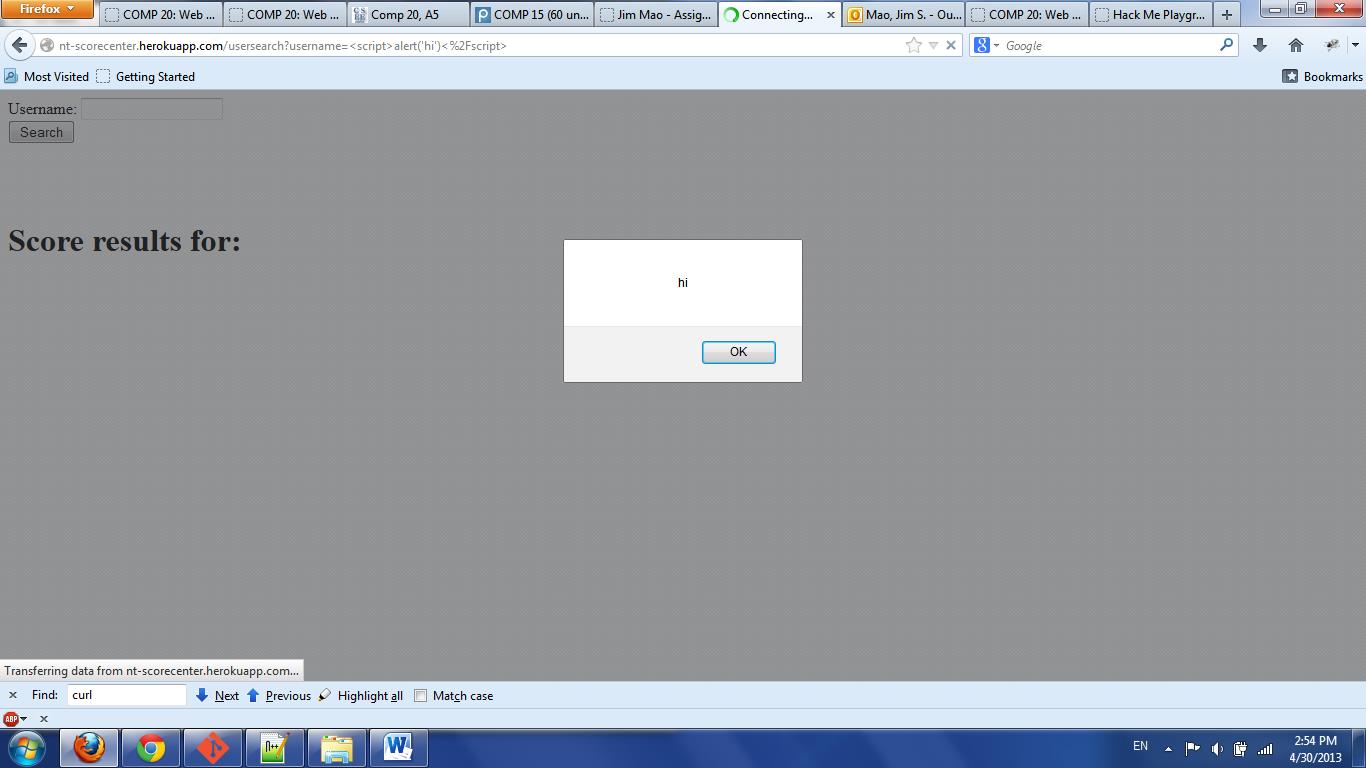 Firefox
COMP 20: Web ...
COMP 20: Web ...
Comp 20, A5
COMP 15 (60 un...
Jim Mao - Assig...
Connecting...
Mao, Jim S. - Ou...
COMP 20: Web ...
Hack Me Playgr...
nt-scorecenter.herokuapp.com/usersearch?username=<script>alert('hi')<%2Fscript>
Google
Most Visited
Getting Started
Bookmarks
Username:
Search
Score results for:
hi
OK
Transferring data from nt-scorecenter.herokuapp.com...
Find: curl Next Previous Highlight all Match case
ABP
EN
2:54 PM
4/30/2013